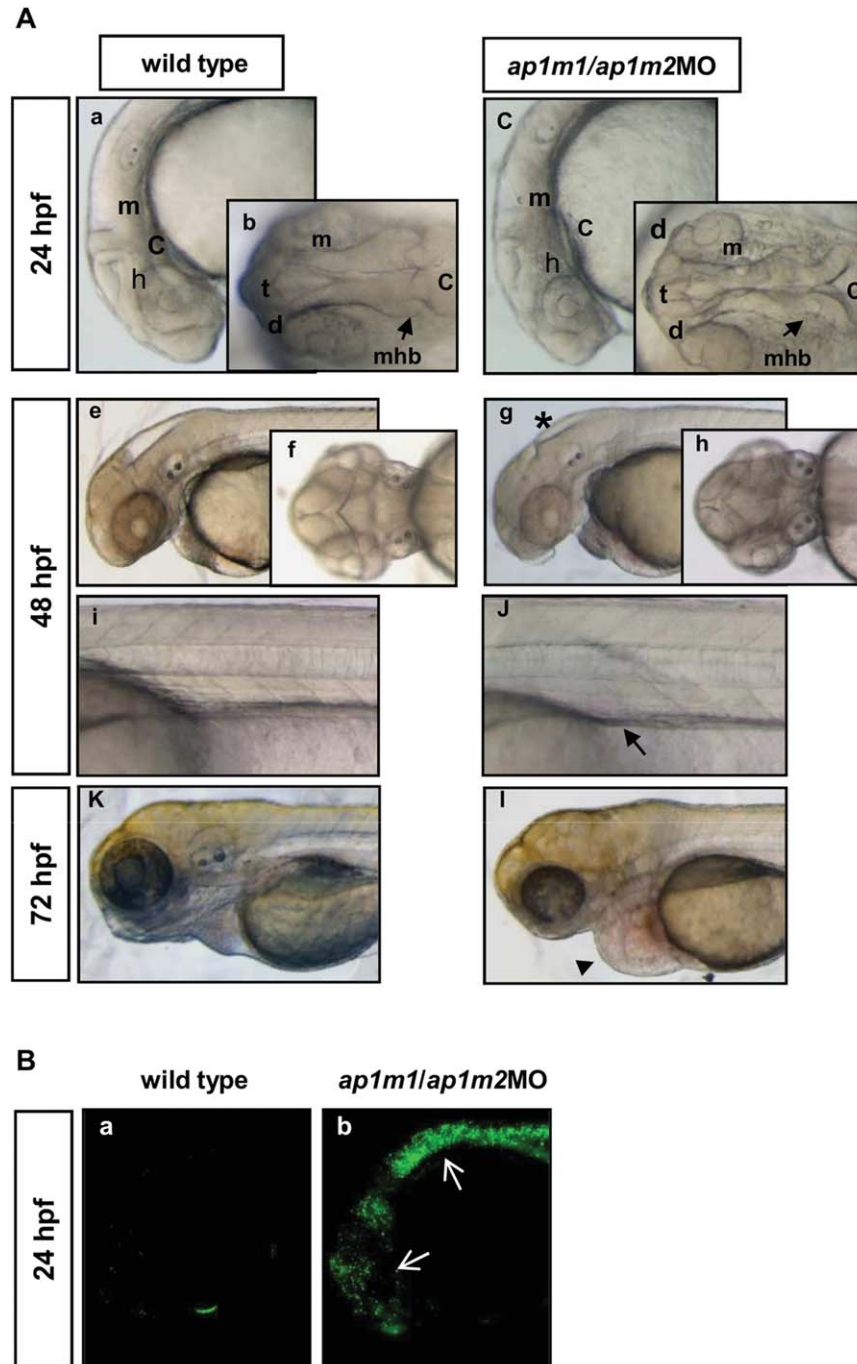 A
wild type
ap1m1/ap1m2MO
24 hpf
a
m
C
h
b
m
t
C
d
mhb
C
m
C
h
d
m
t
C
d
mhb
48 hpf
e
f
g
*
h
i
J
72 hpf
K
l
B
wild type
ap1m1/ap1m2MO
24 hpf
a
b